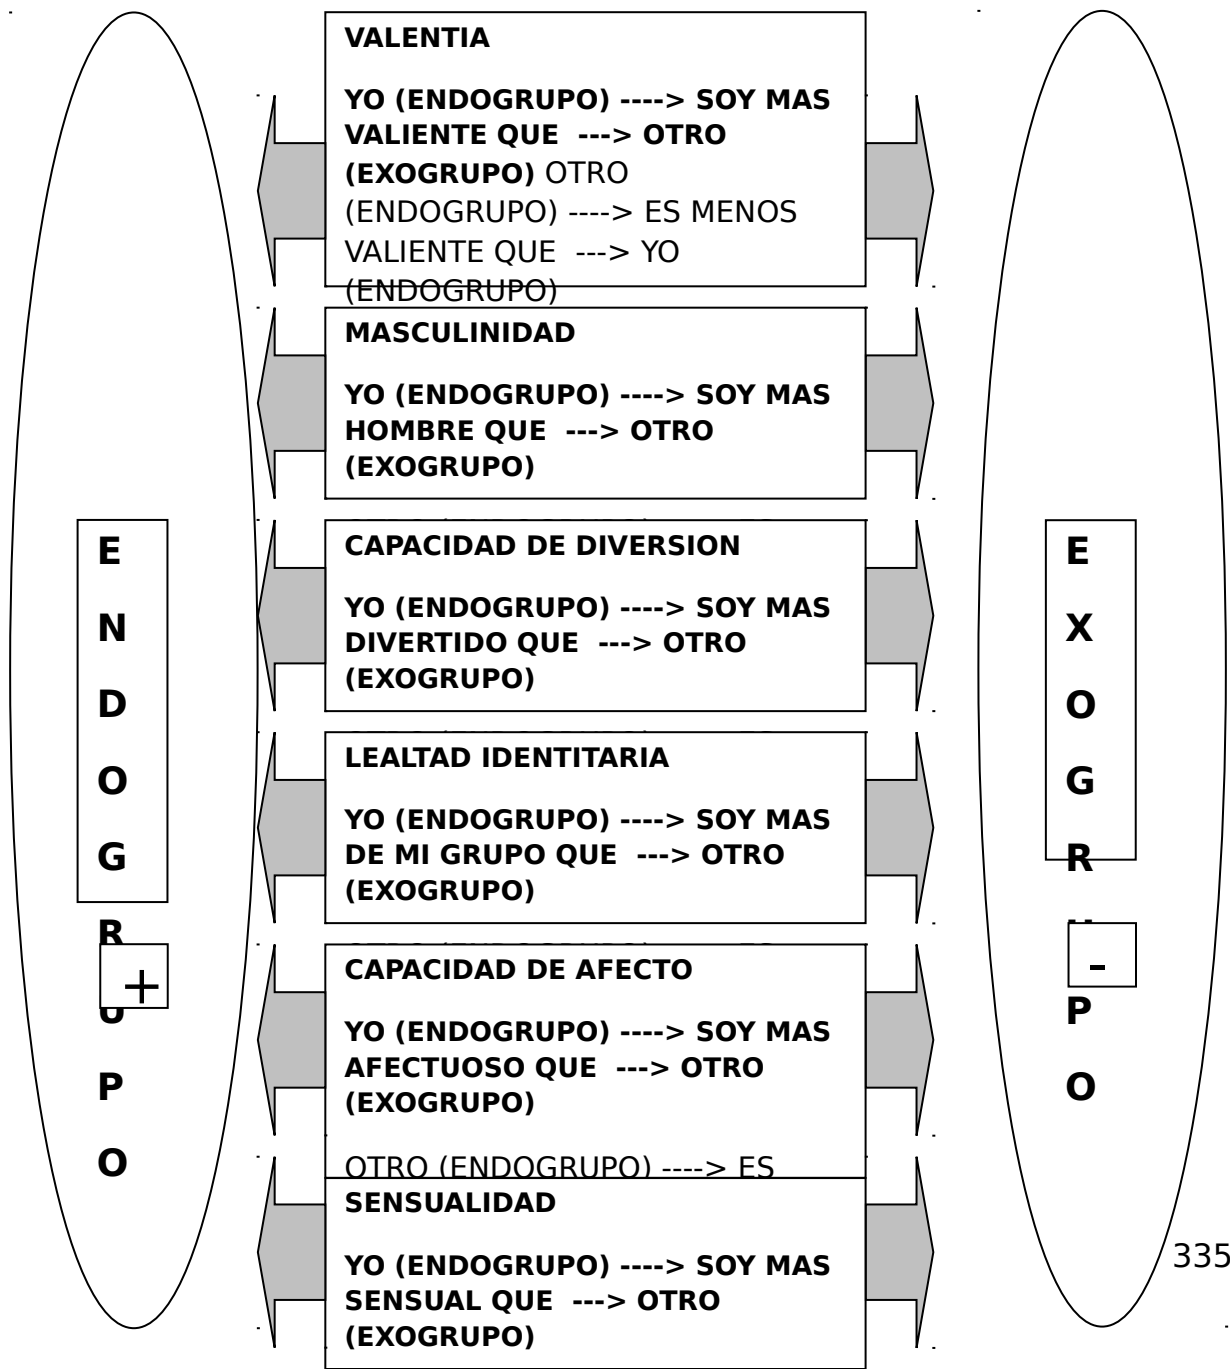 VALENTIA
YO (ENDOGRUPO) ----> SOY MAS
VALIENTE QUE  ---> OTRO
(EXOGRUPO) OTRO
(ENDOGRUPO) ----> ES MENOS
VALIENTE QUE  ---> YO
(ENDOGRUPO)
MASCULINIDAD
YO (ENDOGRUPO) ----> SOY MAS
HOMBRE QUE  ---> OTRO
(EXOGRUPO)
CAPACIDAD DE DIVERSION
YO (ENDOGRUPO) ----> SOY MAS
DIVERTIDO QUE  ---> OTRO
(EXOGRUPO)
LEALTAD IDENTITARIA
YO (ENDOGRUPO) ----> SOY MAS
DE MI GRUPO QUE  ---> OTRO
(EXOGRUPO)
CAPACIDAD DE AFECTO
YO (ENDOGRUPO) ----> SOY MAS
AFECTUOSO QUE  ---> OTRO
(EXOGRUPO)
OTRO (ENDOGRUPO) ----> ES
SENSUALIDAD
YO (ENDOGRUPO) ----> SOY MAS
SENSUAL QUE  ---> OTRO
(EXOGRUPO)
E
N
D
O
G
R
U
P
O
+
E
X
O
G
R
U
P
O
-
335